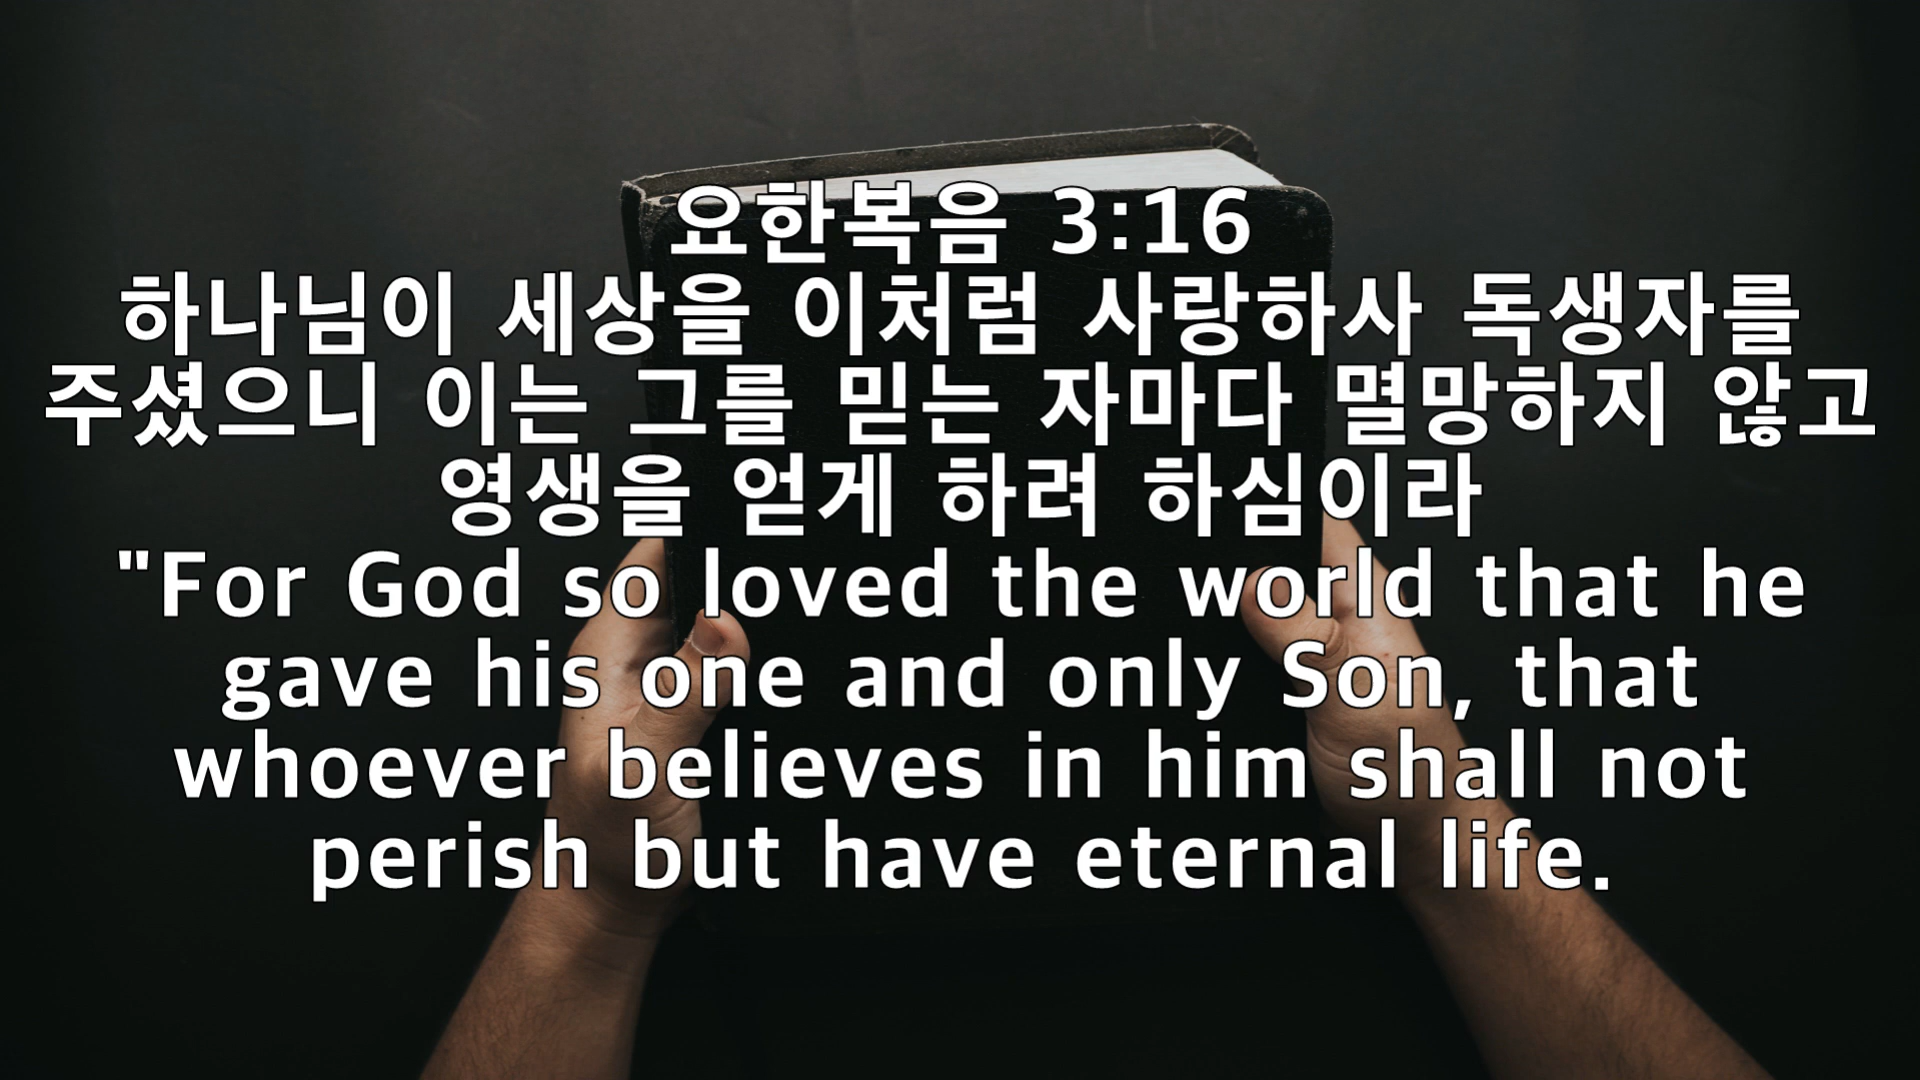 요한복음 3:16
하나님이 세상을 이처럼 사랑하사 독생자를
주셨으니 이는 그를 믿는 자마다 멸망하지 않고
영생을 얻게 하려 하심이라
"For God so loved the world that he
gave his one and only Son, that
whoever believes in him shall not
perish but have eternal life.